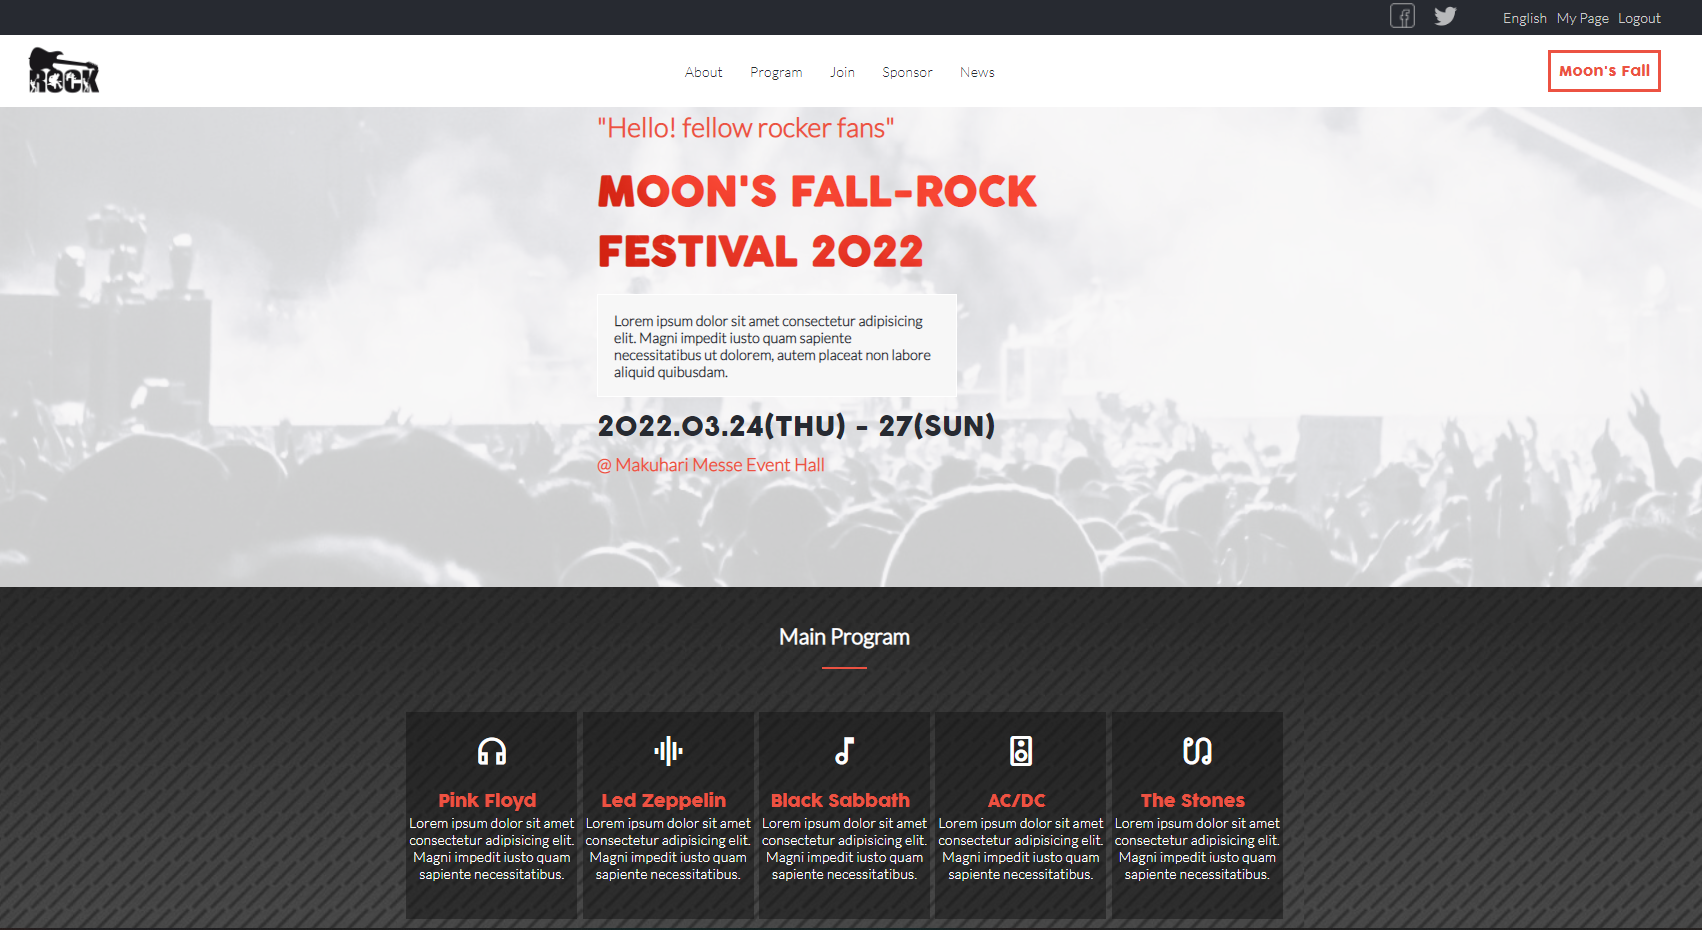 English My Page Logout
ROCK
About Program Join Sponsor News
Moon's Fall
"Hello! fellow rocker fans"
MOON'S FALL-ROCK
FESTIVAL 2022
Lorem ipsum dolor sit amet consectetur adipisicing
elit. Magni impedit iusto quam sapiente
necessitatibus ut dolorem, autem placeat non labore
aliquid quibusdam.
2022.03.24(THU) - 27(SUN)
@ Makuhari Messe Event Hall
Main Program
Pink Floyd
Lorem ipsum dolor sit amet
consectetur adipisicing elit.
Magni impedit iusto quam
sapiente necessitatibus.
Led Zeppelin
Lorem ipsum dolor sit amet
consectetur adipisicing elit.
Magni impedit iusto quam
sapiente necessitatibus.
Black Sabbath
Lorem ipsum dolor sit amet
consectetur adipisicing elit.
Magni impedit iusto quam
sapiente necessitatibus.
AC/DC
Lorem ipsum dolor sit amet
consectetur adipisicing elit.
Magni impedit iusto quam
sapiente necessitatibus.
The Stones
Lorem ipsum dolor sit amet
consectetur adipisicing elit.
Magni impedit iusto quam
sapiente necessitatibus.